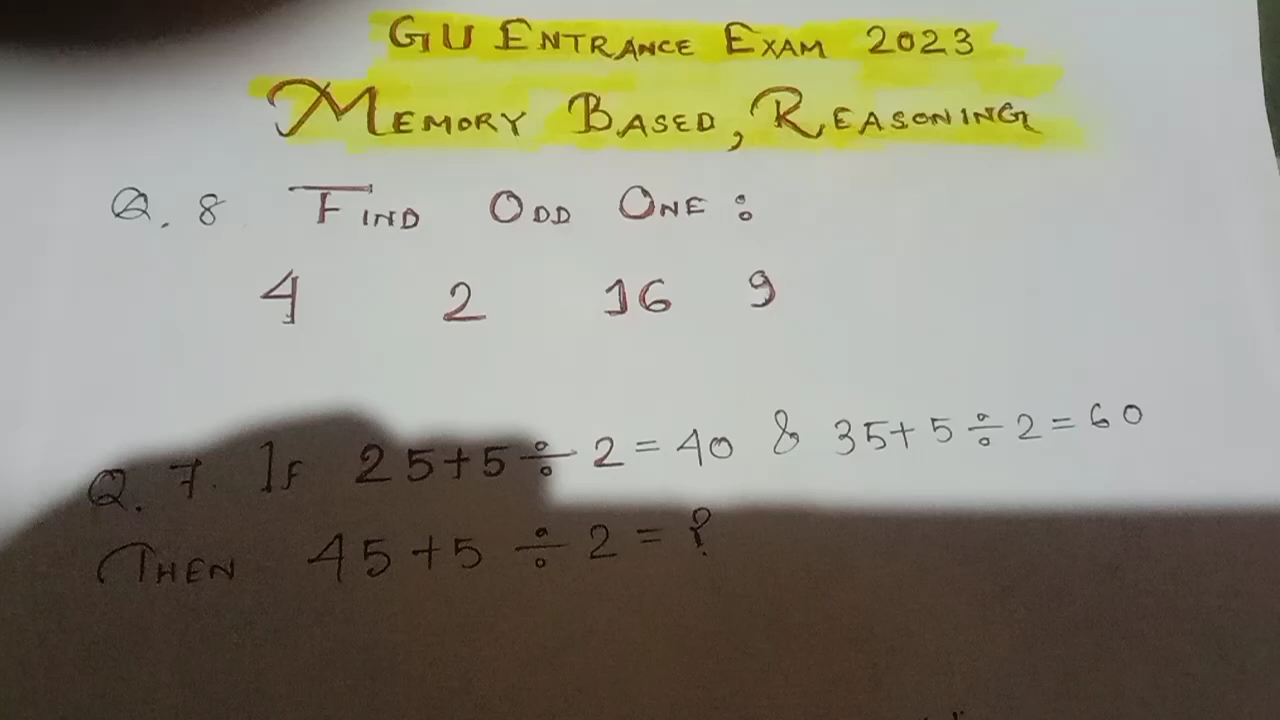 GU ENTRANCE EXAM 2023
MEMORY BASED, REASONING
Q. 8 FIND ODD ONE :
4 2 16 9
Q. 7. IF 25+5÷2=40 & 35+5÷2=60
THEN 45+5÷2=?